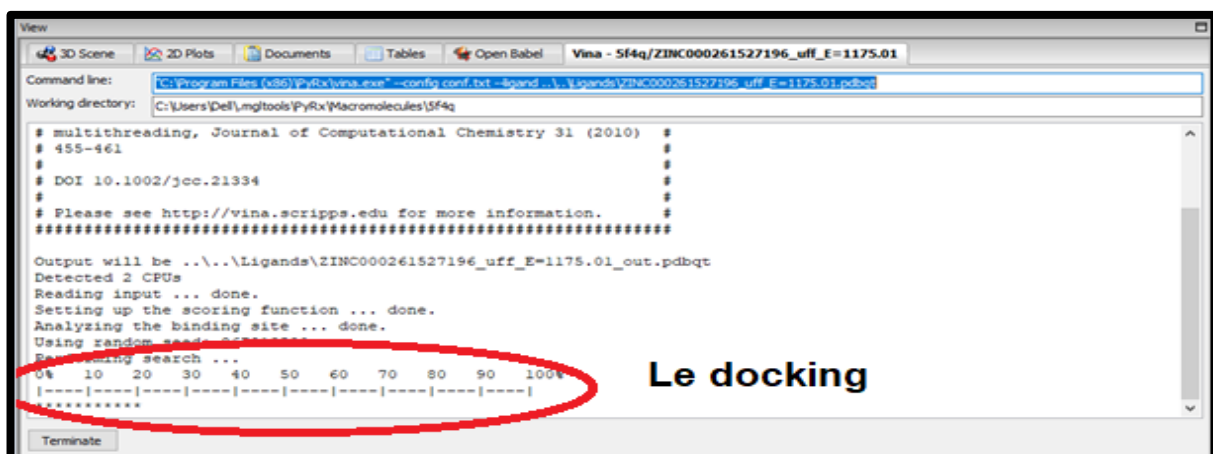 View
3D Scene 2D Plots Documents Tables Open Babel Vina - 5f4q/ZINC000261527196_uff_E=1175.01
Command line: "C:\Program Files (x86)\PyRx\vina.exe" --config conf.txt --ligand ..\..\Ligands\ZINC000261527196_uff_E=1175.01.pdbqt
Working directory: C:\Users\Dell\.mgltools\PyRx\Macromolecules\5f4q
# multithreading, Journal of Computational Chemistry 31 (2010) #
# 455-461 #
# #
# DOI 10.1002/jcc.21334 #
# #
# Please see http://vina.scripps.edu for more information. #
#################################################################
Output will be ..\..\Ligands\ZINC000261527196_uff_E=1175.01_out.pdbqt
Detected 2 CPUs
Reading input ... done.
Setting up the scoring function ... done.
Analyzing the binding site ... done.
Using random seed:
Performing search ...
0% 10 20 30 40 50 60 70 80 90 100%
|----|----|----|----|----|----|----|----|----|----|
***********
Le docking
Terminate